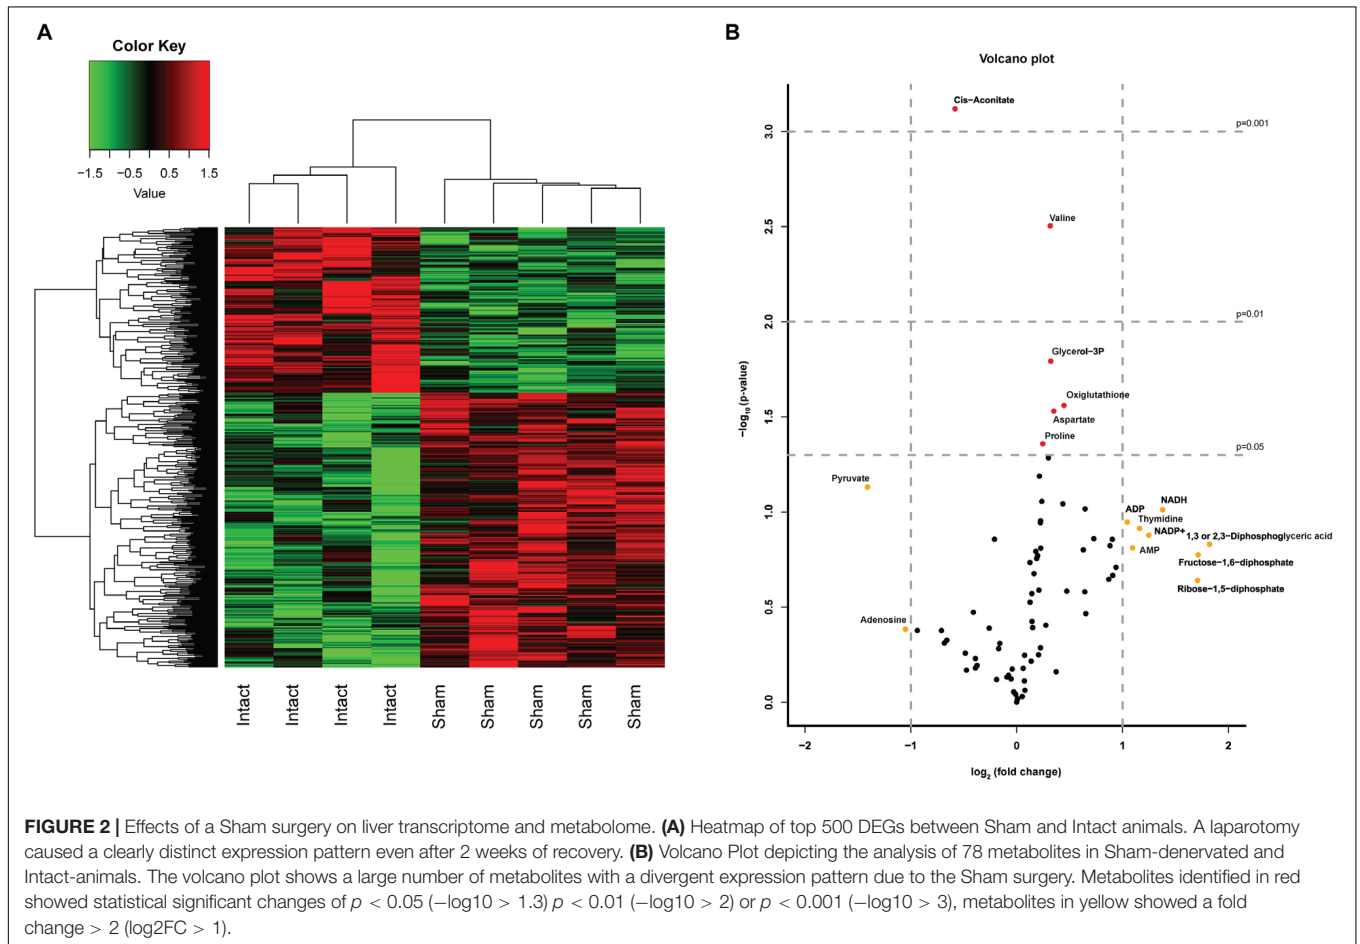 A
Color Key
−1.5
−0.5
0.5
1.5
Value
Intact
Intact
Intact
Intact
Sham
Sham
Sham
Sham
Sham
B
Volcano plot
Cis−Aconitate
p=0.001
Valine
p=0.01
Glycerol−3P
Oxiglutathione
Aspartate
Proline
p=0.05
Pyruvate
NADH
ADP
Thymidine
NADP+
1,3 or 2,3−Diphosphoglyceric acid
AMP
Fructose−1,6−diphosphate
Ribose−1,5−diphosphate
Adenosine
3.0
2.5
2.0
1.5
1.0
0.5
0.0
−log10 (p−value)
−2
−1
0
1
2
log2 (fold change)
FIGURE 2 | Effects of a Sham surgery on liver transcriptome and metabolome. (A) Heatmap of top 500 DEGs between Sham and Intact animals. A laparotomy
caused a clearly distinct expression pattern even after 2 weeks of recovery. (B) Volcano Plot depicting the analysis of 78 metabolites in Sham-denervated and
Intact-animals. The volcano plot shows a large number of metabolites with a divergent expression pattern due to the Sham surgery. Metabolites identified in red
showed statistical significant changes of p < 0.05 (−log10 > 1.3) p < 0.01 (−log10 > 2) or p < 0.001 (−log10 > 3), metabolites in yellow showed a fold
change > 2 (log2FC > 1).